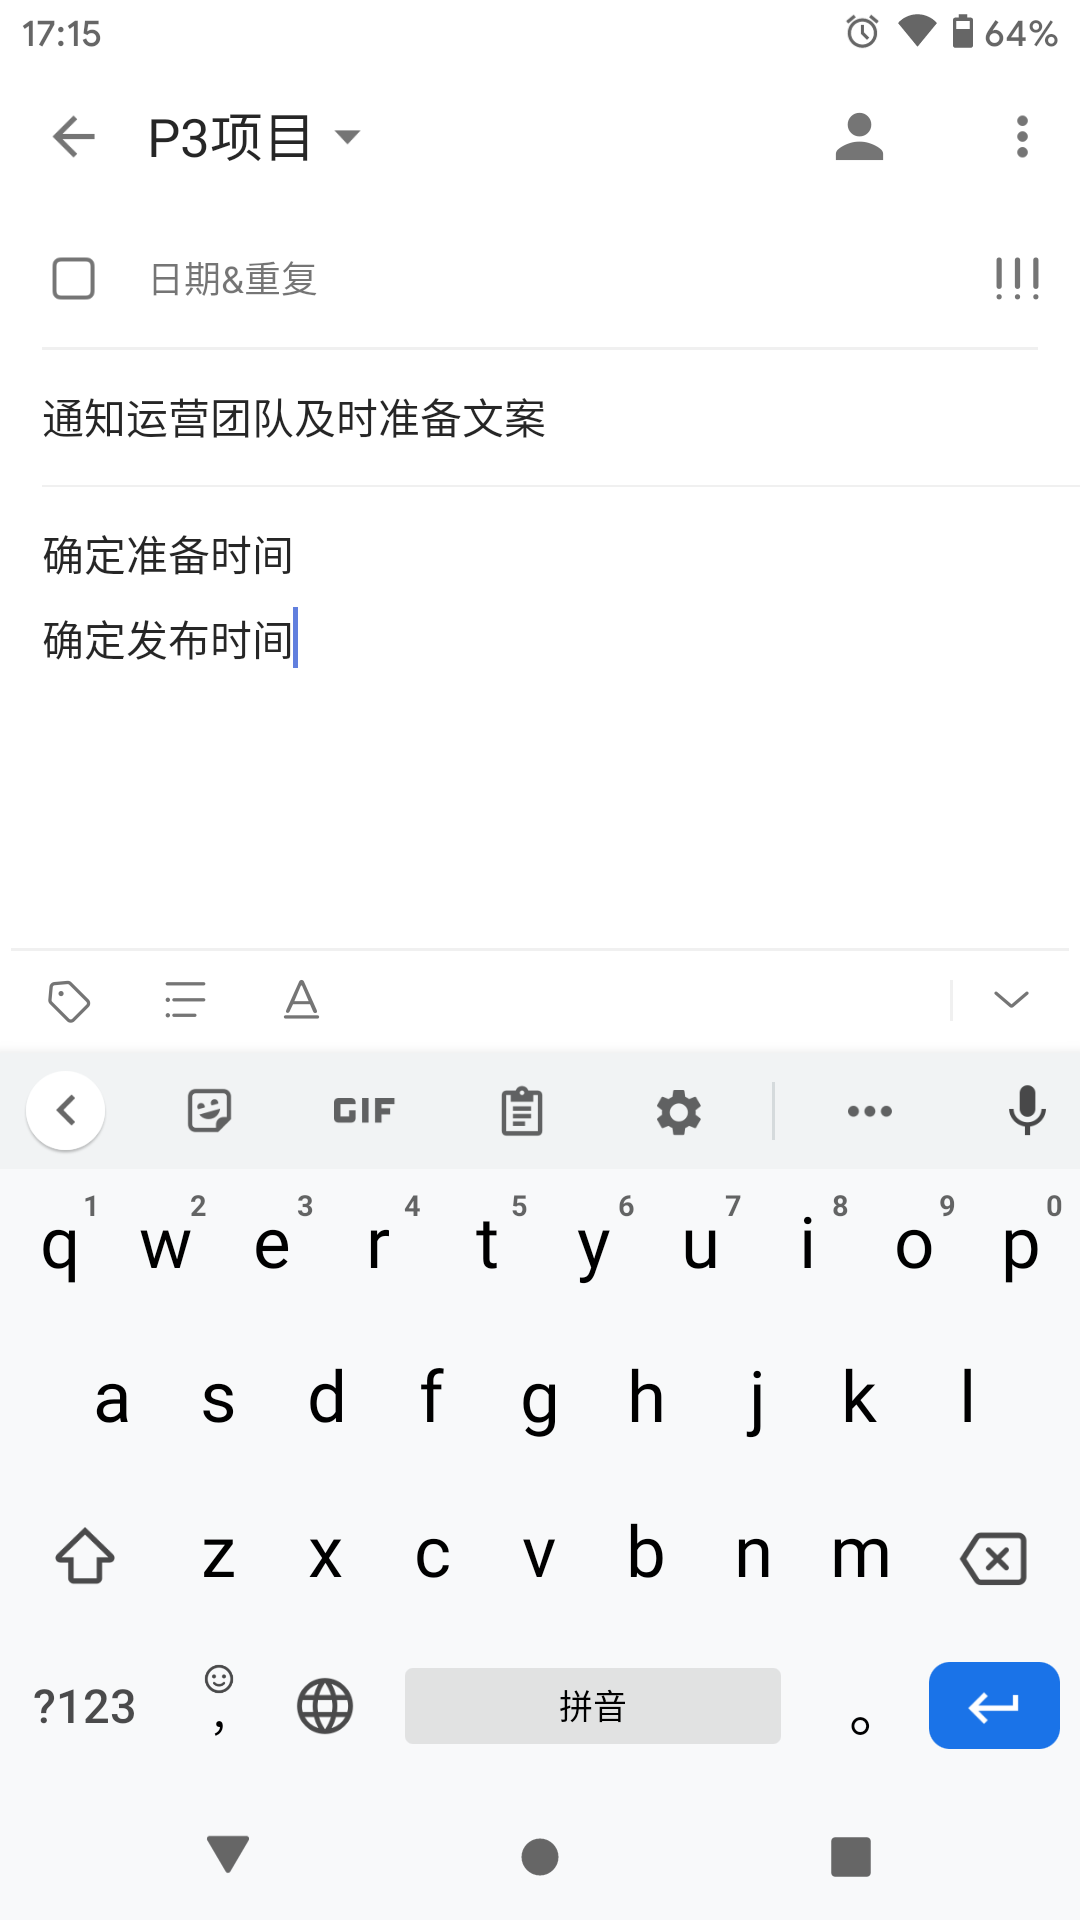 17:15 64%
P3项目
日期&重复
通知运营团队及时准备文案
确定准备时间
确定发布时间
GIF
1 2 3 4 5 6 7 8 9 0
q w e r t y u i o p
a s d f g h j k l
z x c v b n m
?123 , 拼音 。